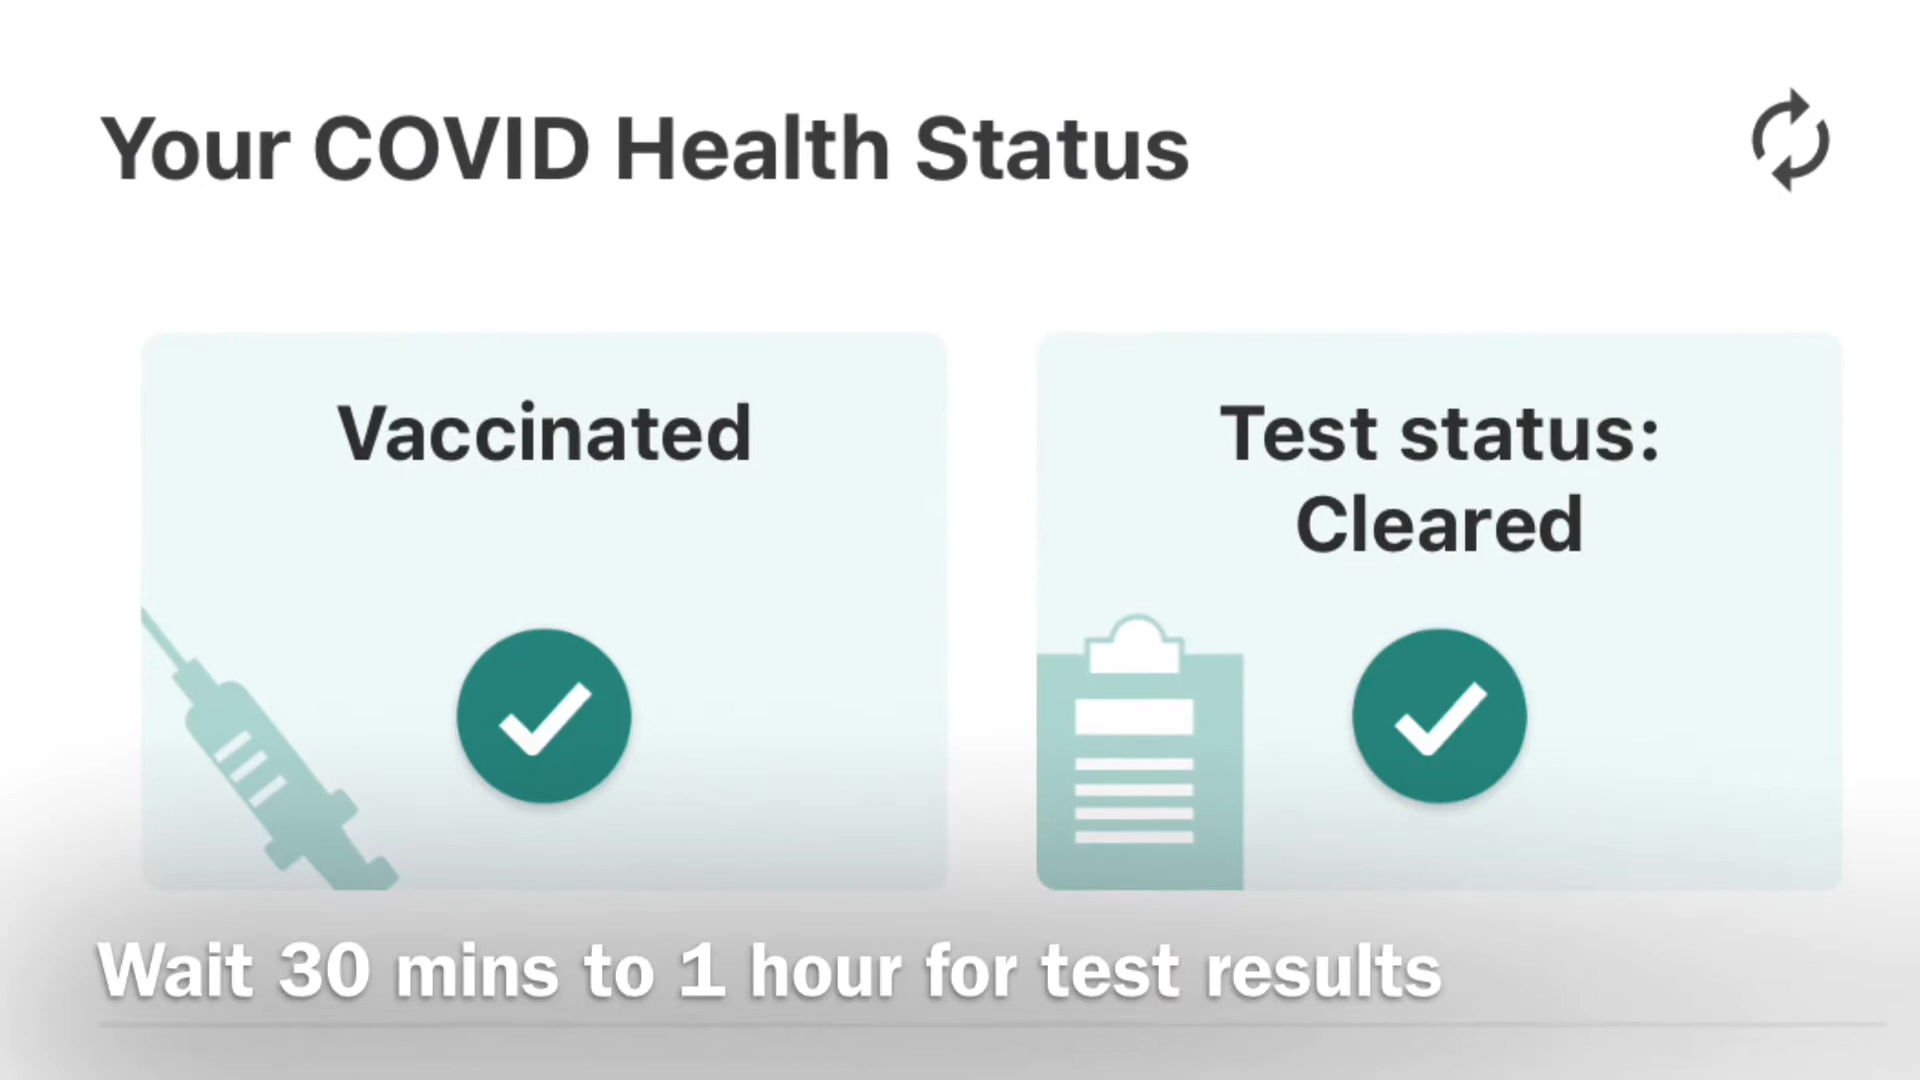 Your COVID Health Status
Vaccinated
Test status:
Cleared
Wait 30 mins to 1 hour for test results